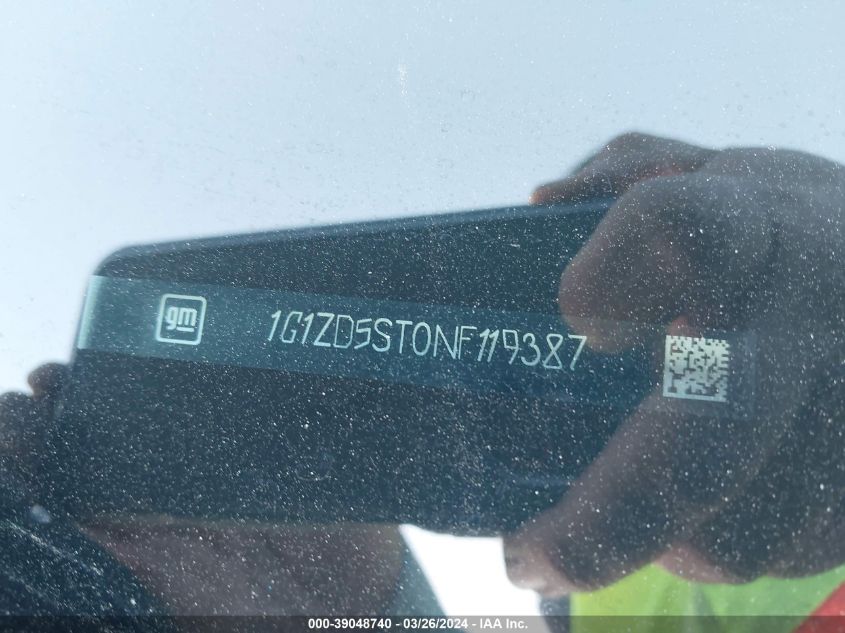 gm 1G1ZD5ST0NF119387
000-39048740 - 03/26/2024 - IAA Inc.